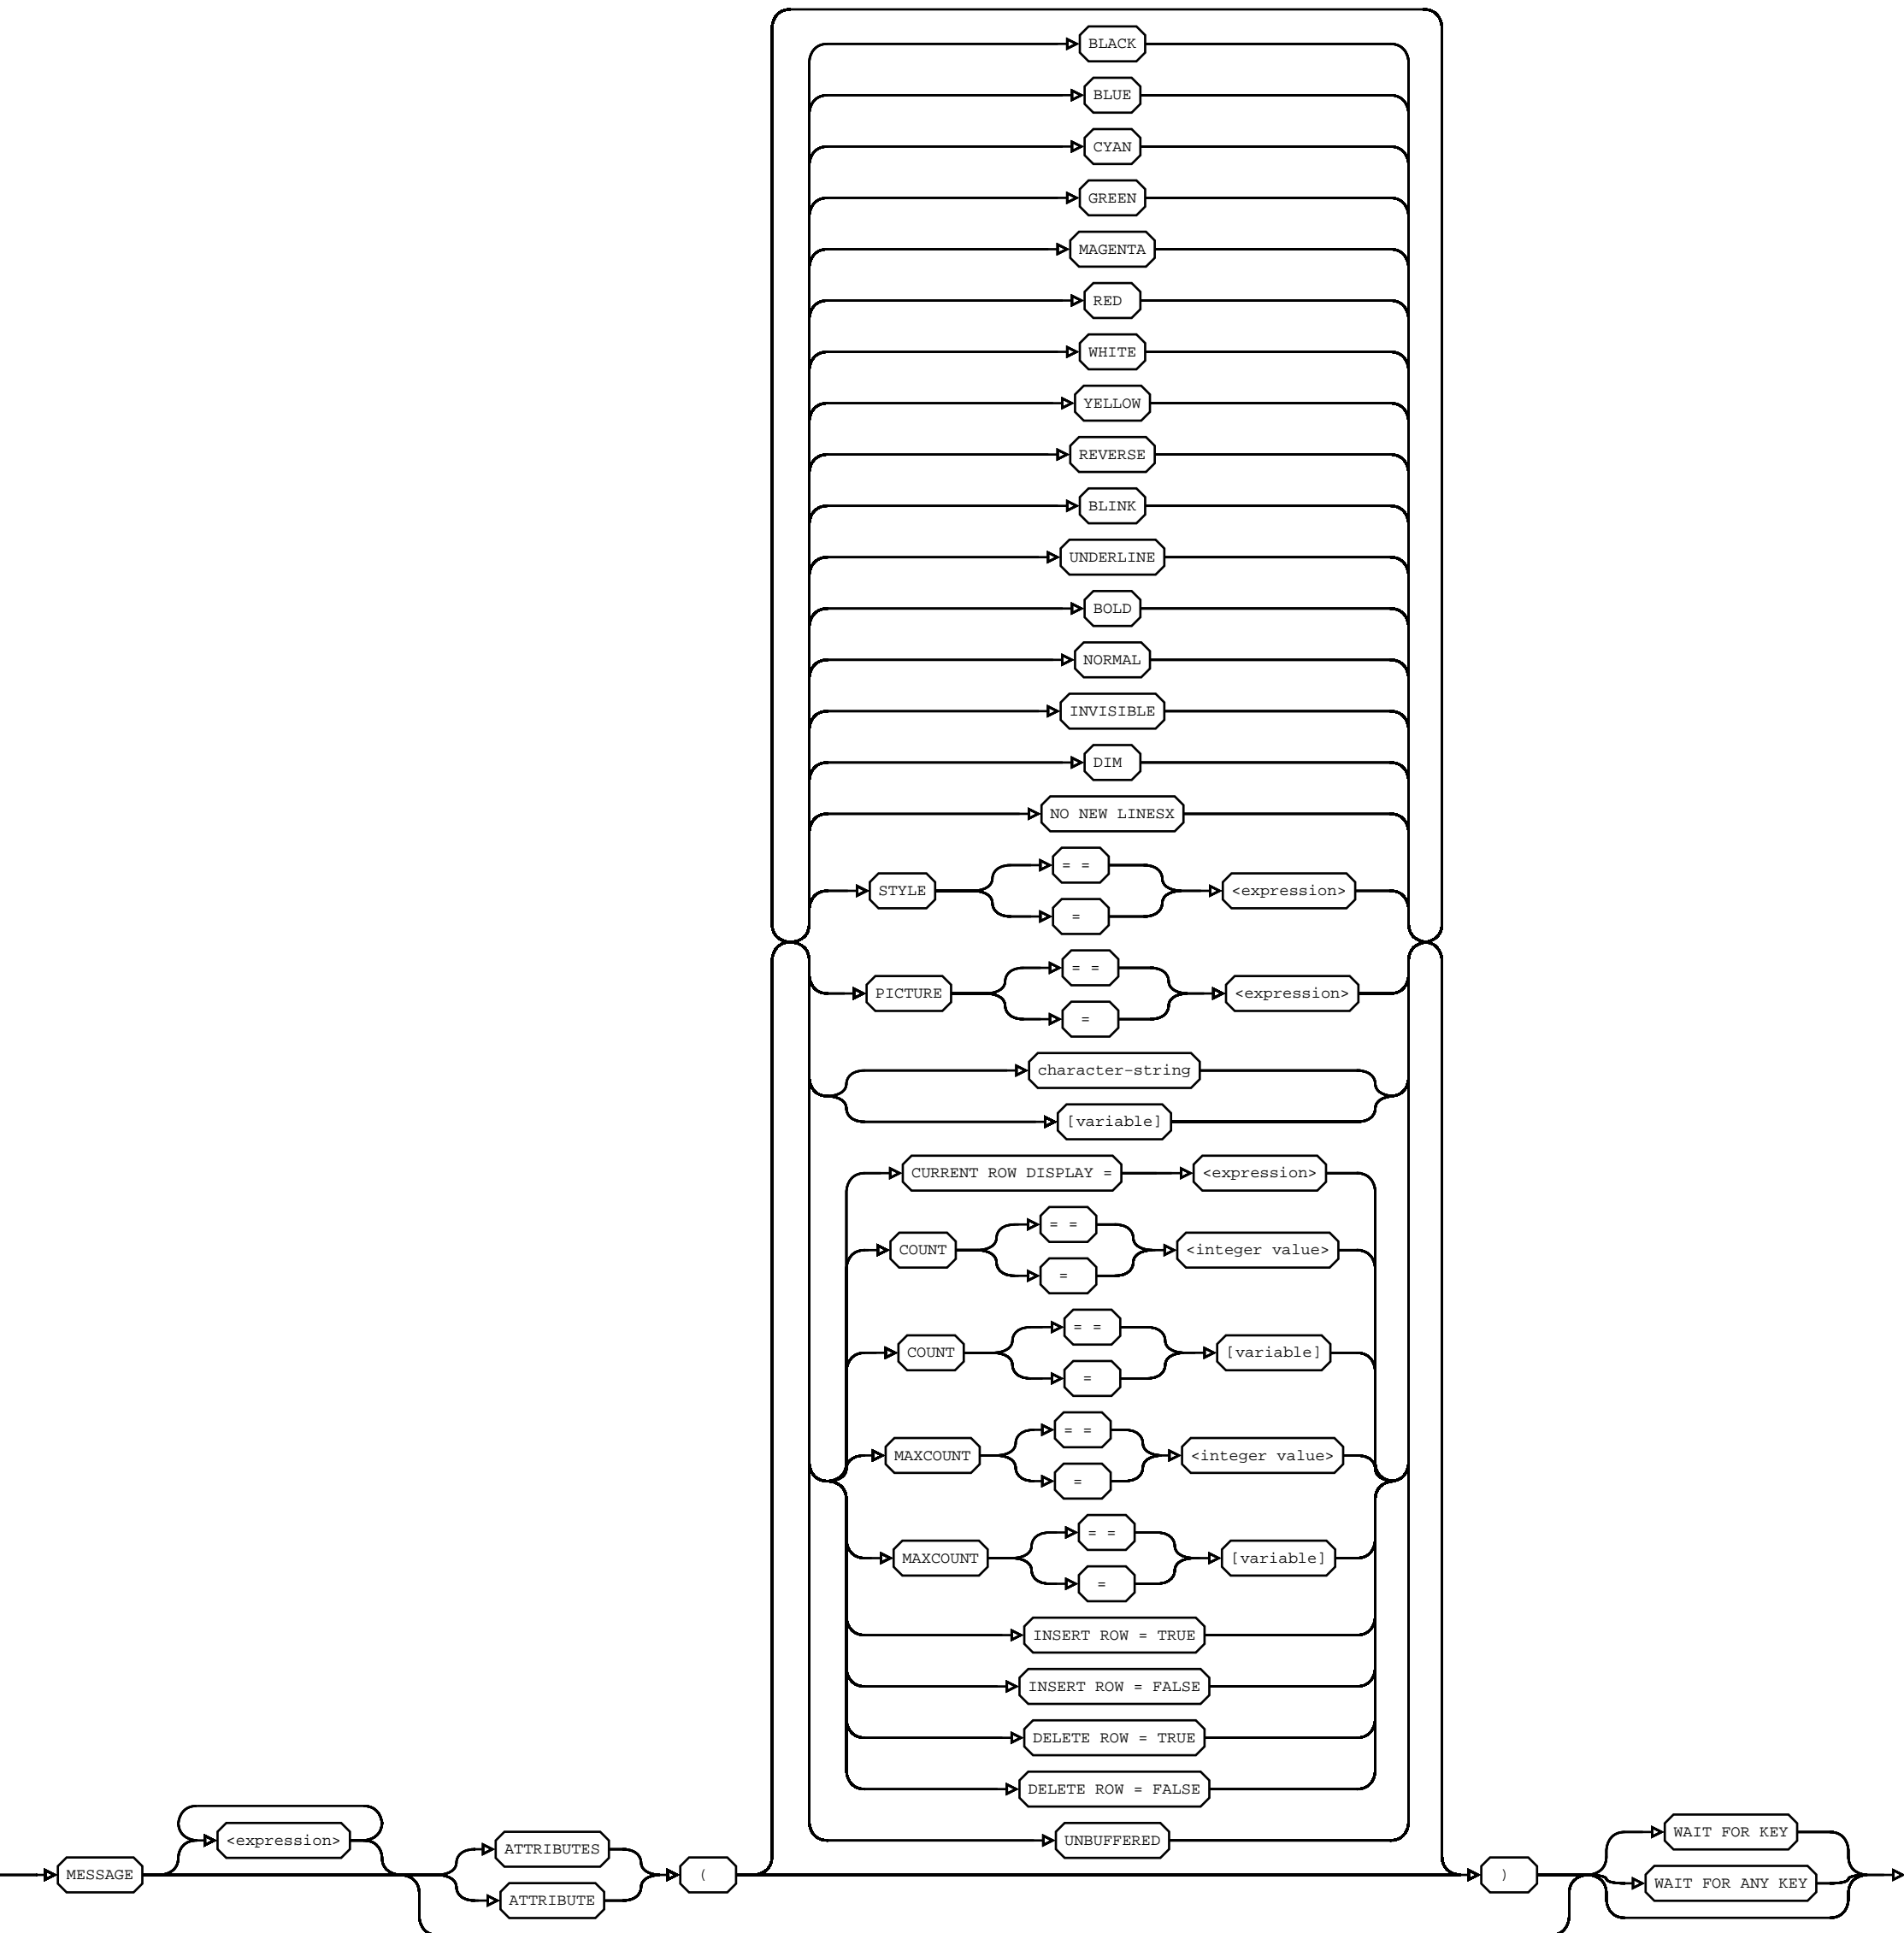 BLACK
BLUE
CYAN
GREEN
MAGENTA
RED
WHITE
YELLOW
REVERSE
BLINK
UNDERLINE
BOLD
NORMAL
INVISIBLE
DIM
NO NEW LINESX
= =
STYLE <expression>
=
= =
PICTURE <expression>
=
character-string
[variable]
CURRENT ROW DISPLAY = <expression>
= =
COUNT <integer value>
=
= =
COUNT [variable]
=
= =
MAXCOUNT <integer value>
=
= =
MAXCOUNT [variable]
=
INSERT ROW = TRUE
INSERT ROW = FALSE
DELETE ROW = TRUE
DELETE ROW = FALSE
<expression> ATTRIBUTES UNBUFFERED WAIT FOR KEY
MESSAGE ( )
ATTRIBUTE WAIT FOR ANY KEY